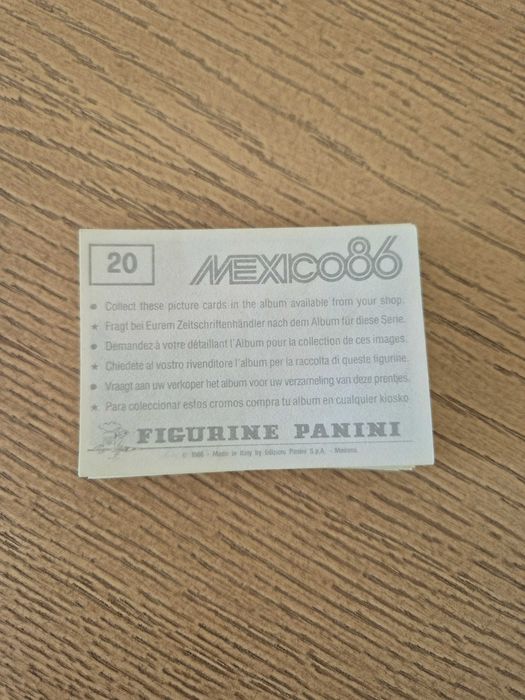 20
MEXICO86
● Collect these picture cards in the album available from your shop.
★ Fragt bei Eurem Zeitschriftenhändler nach dem Album für diese Serie.
● Demandez à votre détaillant l'Album pour la collection de ces images.
★ Chiedete al vostro rivenditore l'album per la raccolta di queste figurine.
● Vraagt aan uw verkoper het album voor uw verzameling van deze prentjes.
★ Para coleccionar estos cromos compra tu album en cualquier kiosko.
FIGURINE PANINI
© 1986 - Made in Italy by Edizioni Panini S.p.A. - Modena